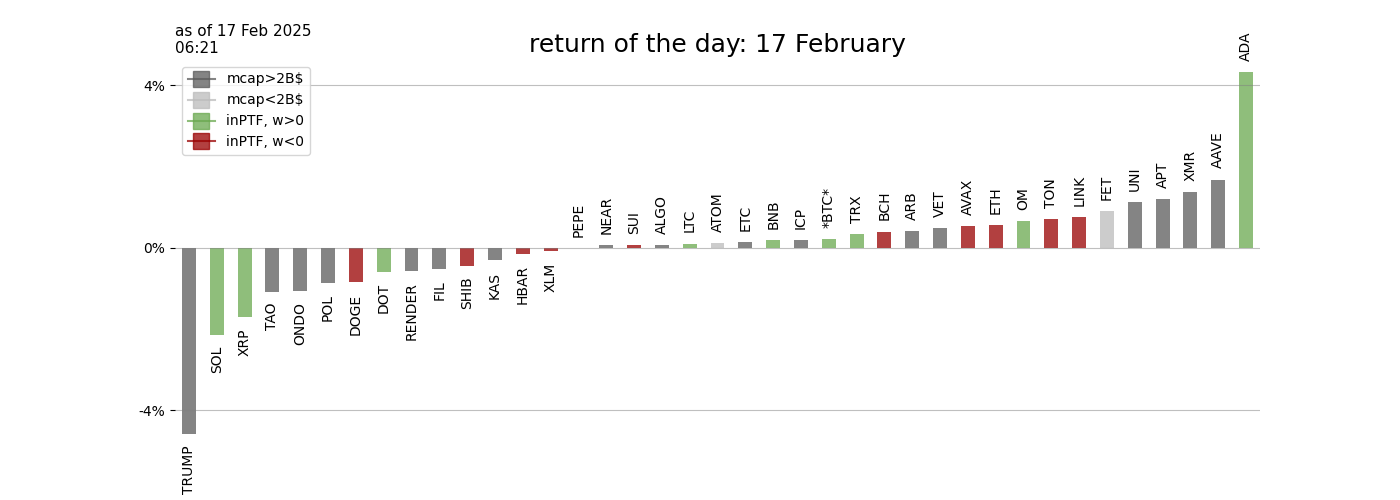 as of 17 Feb 2025
06:21
return of the day: 17 February
mcap>2B$
mcap<2B$
inPTF, w>0
inPTF, w<0
4%
0%
-4%
TRUMP
SOL
XRP
TAO
ONDO
POL
DOGE
DOT
RENDER
FIL
SHIB
KAS
HBAR
XLM
PEPE
NEAR
SUI
ALGO
LTC
ATOM
ETC
BNB
ICP
*BTC*
TRX
BCH
ARB
VET
AVAX
ETH
OM
TON
LINK
FET
UNI
APT
XMR
AAVE
ADA